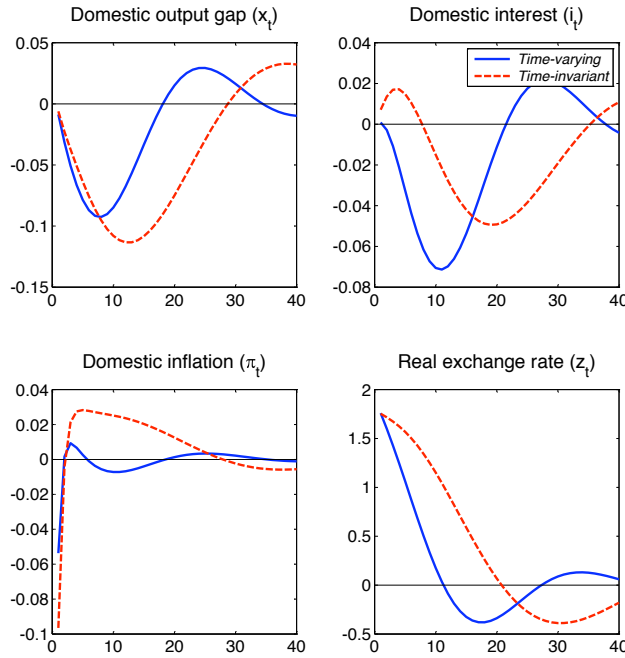 Domestic output gap (x_t)
0.05
0
-0.05
-0.1
-0.15
0 10 20 30 40
Domestic interest (i_t)
0.04
0.02
0
-0.02
-0.04
-0.06
-0.08
0 10 20 30 40
Time-varying
Time-invariant
Domestic inflation (π_t)
0.04
0.02
0
-0.02
-0.04
-0.06
-0.08
-0.1
0 10 20 30 40
Real exchange rate (z_t)
2
1.5
1
0.5
0
-0.5
0 10 20 30 40